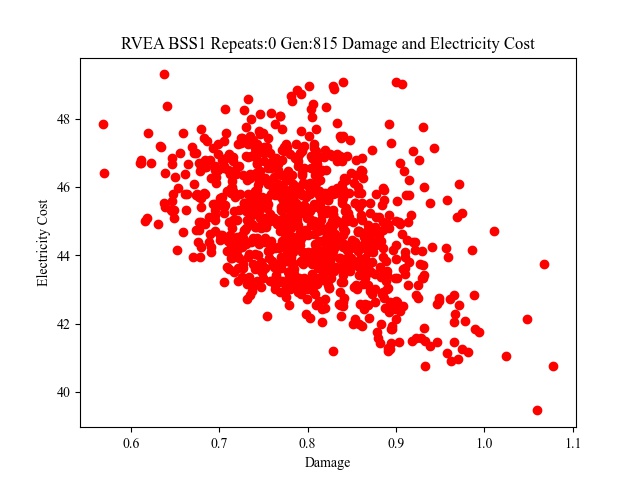 RVEA BSS1 Repeats:0 Gen:815 Damage and Electricity Cost
48
46
44
42
40
Electricity Cost
0.6 0.7 0.8 0.9 1.0 1.1
Damage